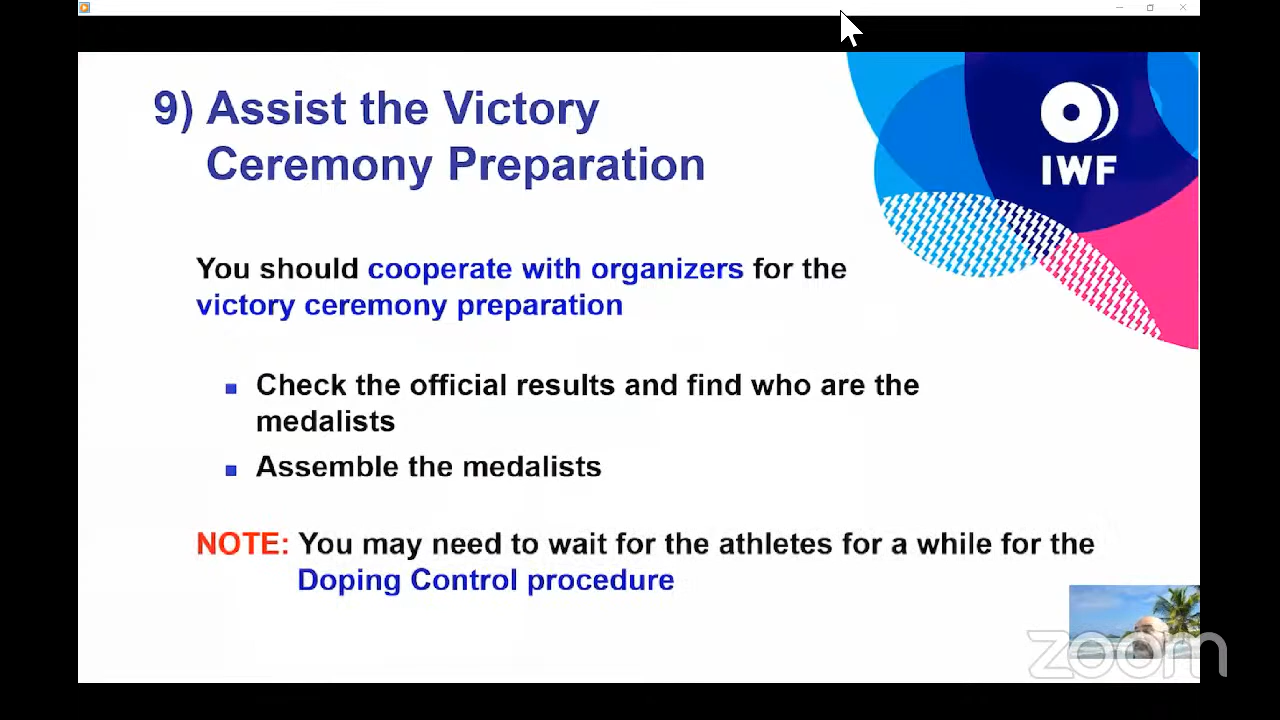 9) Assist the Victory
Ceremony Preparation
IWF
You should cooperate with organizers for the
victory ceremony preparation
Check the official results and find who are the
medalists
Assemble the medalists
NOTE: You may need to wait for the athletes for a while for the
Doping Control procedure
zoom